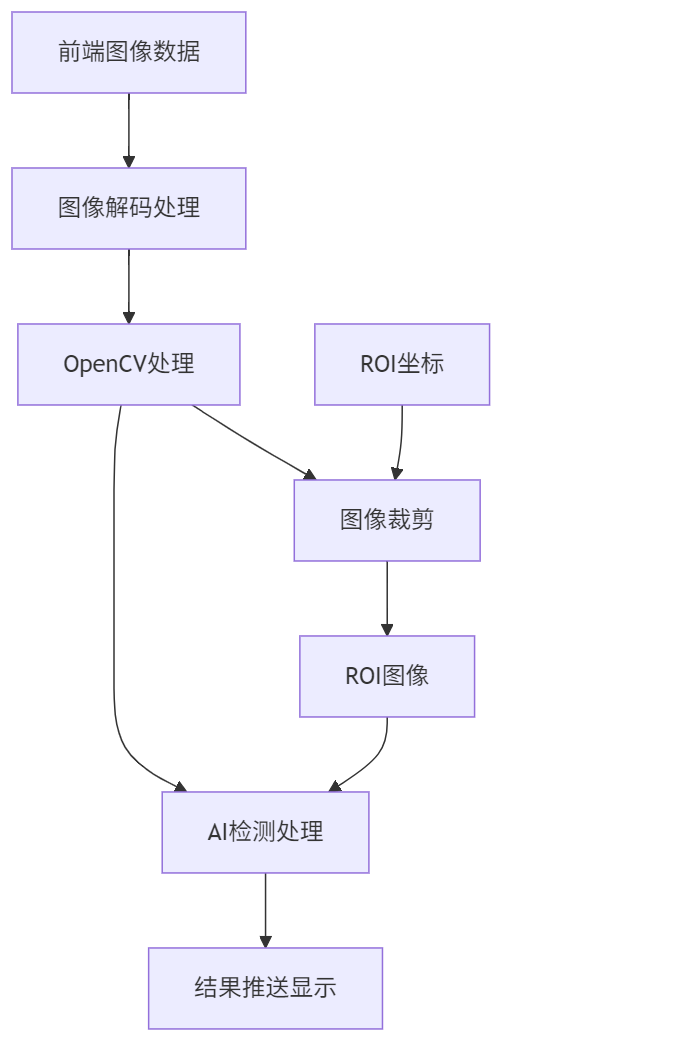 前端图像数据
图像解码处理
OpenCV处理
ROI坐标
图像裁剪
ROI图像
AI检测处理
结果推送显示